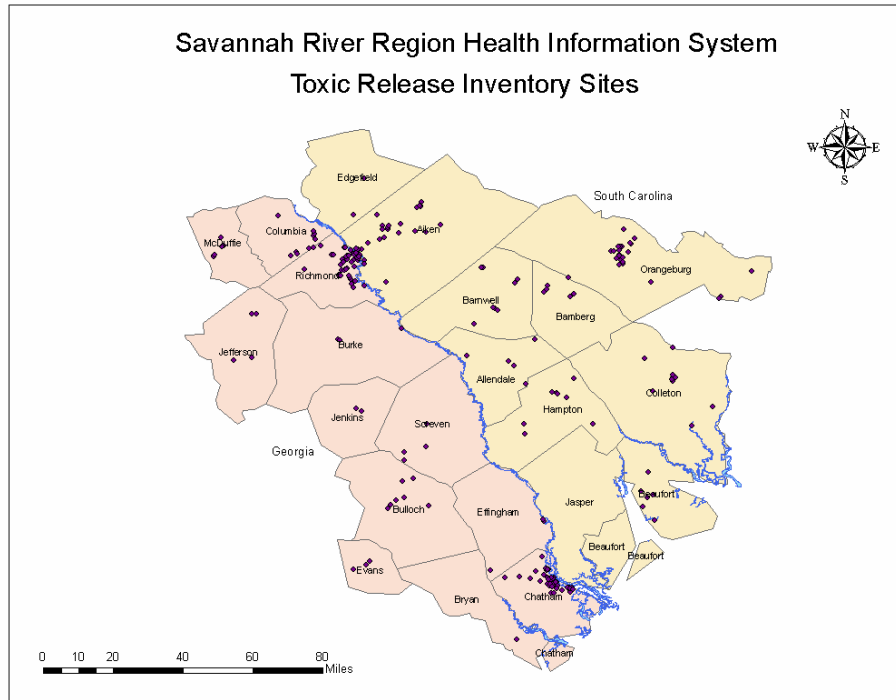 Savannah River Region Health Information System
Toxic Release Inventory Sites
N
W E
S
South Carolina
Edgefield
Columbia
Aiken
McDuffie
Richmond
Orangeburg
Barnwell
Bamberg
Burke
Jefferson
Allendale
Colleton
Hampton
Jenkins
Screven
Georgia
Beaufort
Jasper
Effingham
Bulloch
Beaufort
Beaufort
Evans
Bryan
Chatham
Chatham
0 10 20 40 60 80
Miles